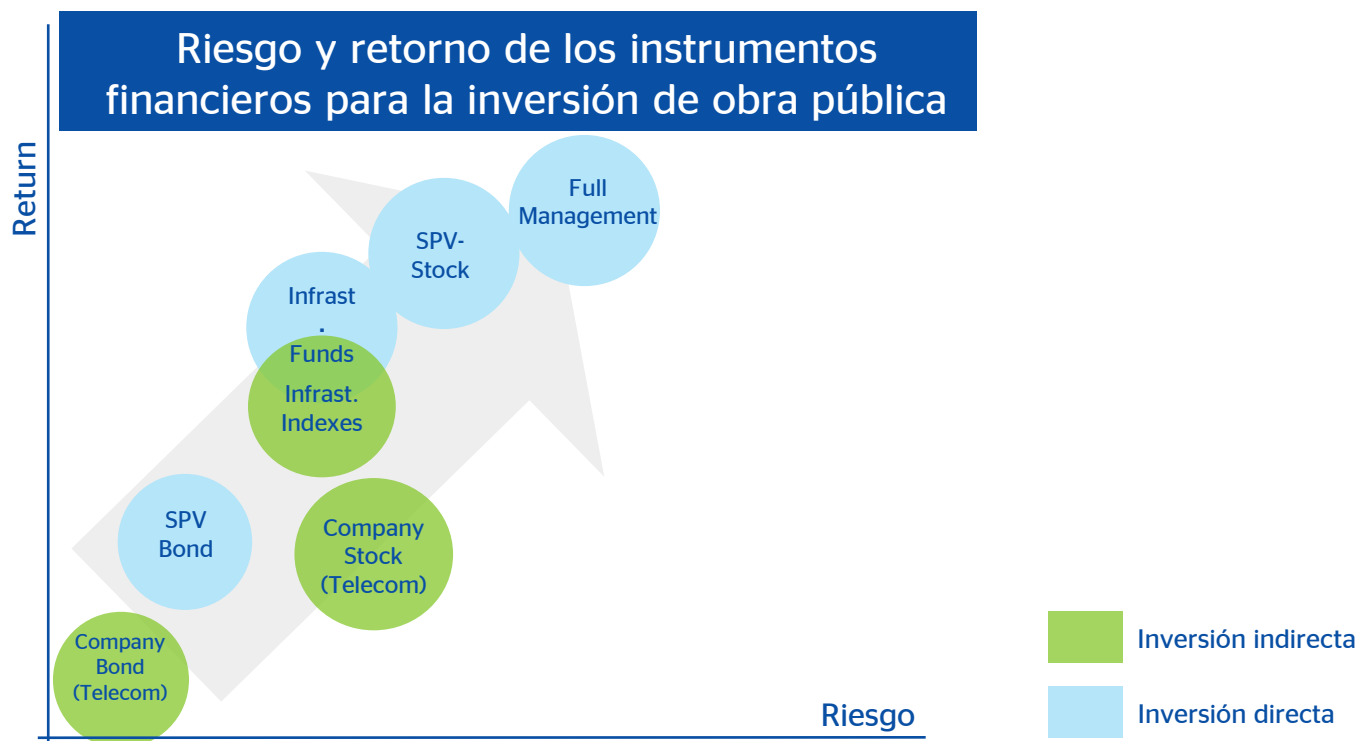 Riesgo y retorno de los instrumentos
financieros para la inversión de obra pública
Return
Full
Management
SPV-
Stock
Infrast
.
Funds
Infrast.
Indexes
SPV
Bond
Company
Stock
(Telecom)
Company
Bond
(Telecom)
Riesgo
Inversión indirecta
Inversión directa